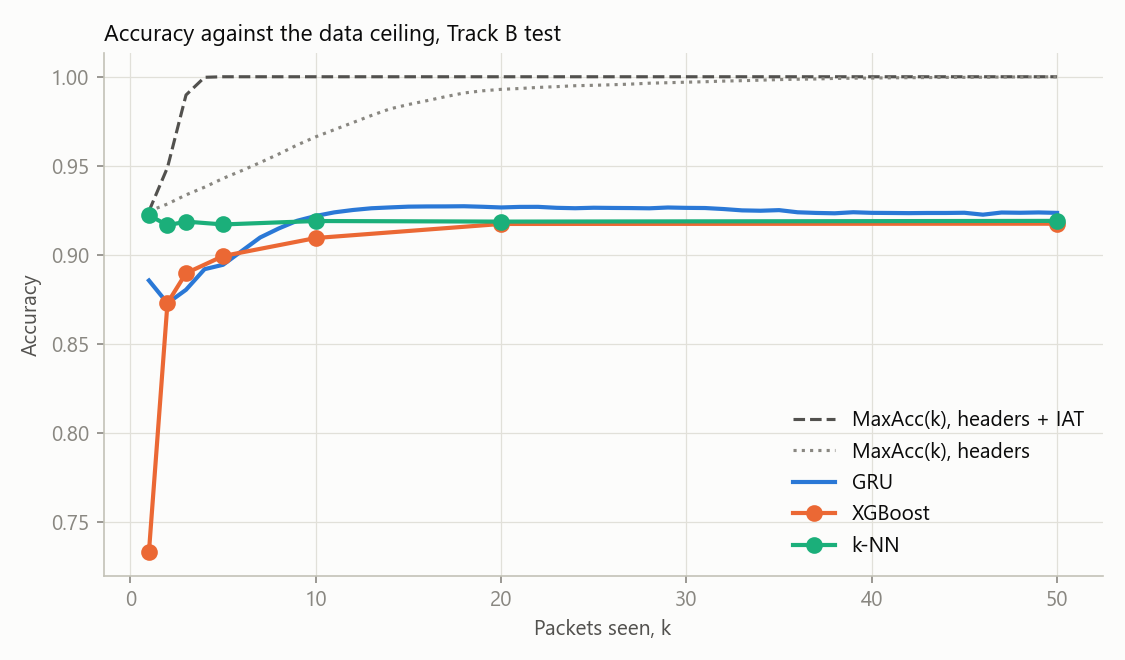 Accuracy against the data ceiling, Track B test
1.00
0.95
0.90
0.85
0.80
0.75
Accuracy
MaxAcc(k), headers + IAT
MaxAcc(k), headers
GRU
XGBoost
k-NN
0 10 20 30 40 50
Packets seen, k